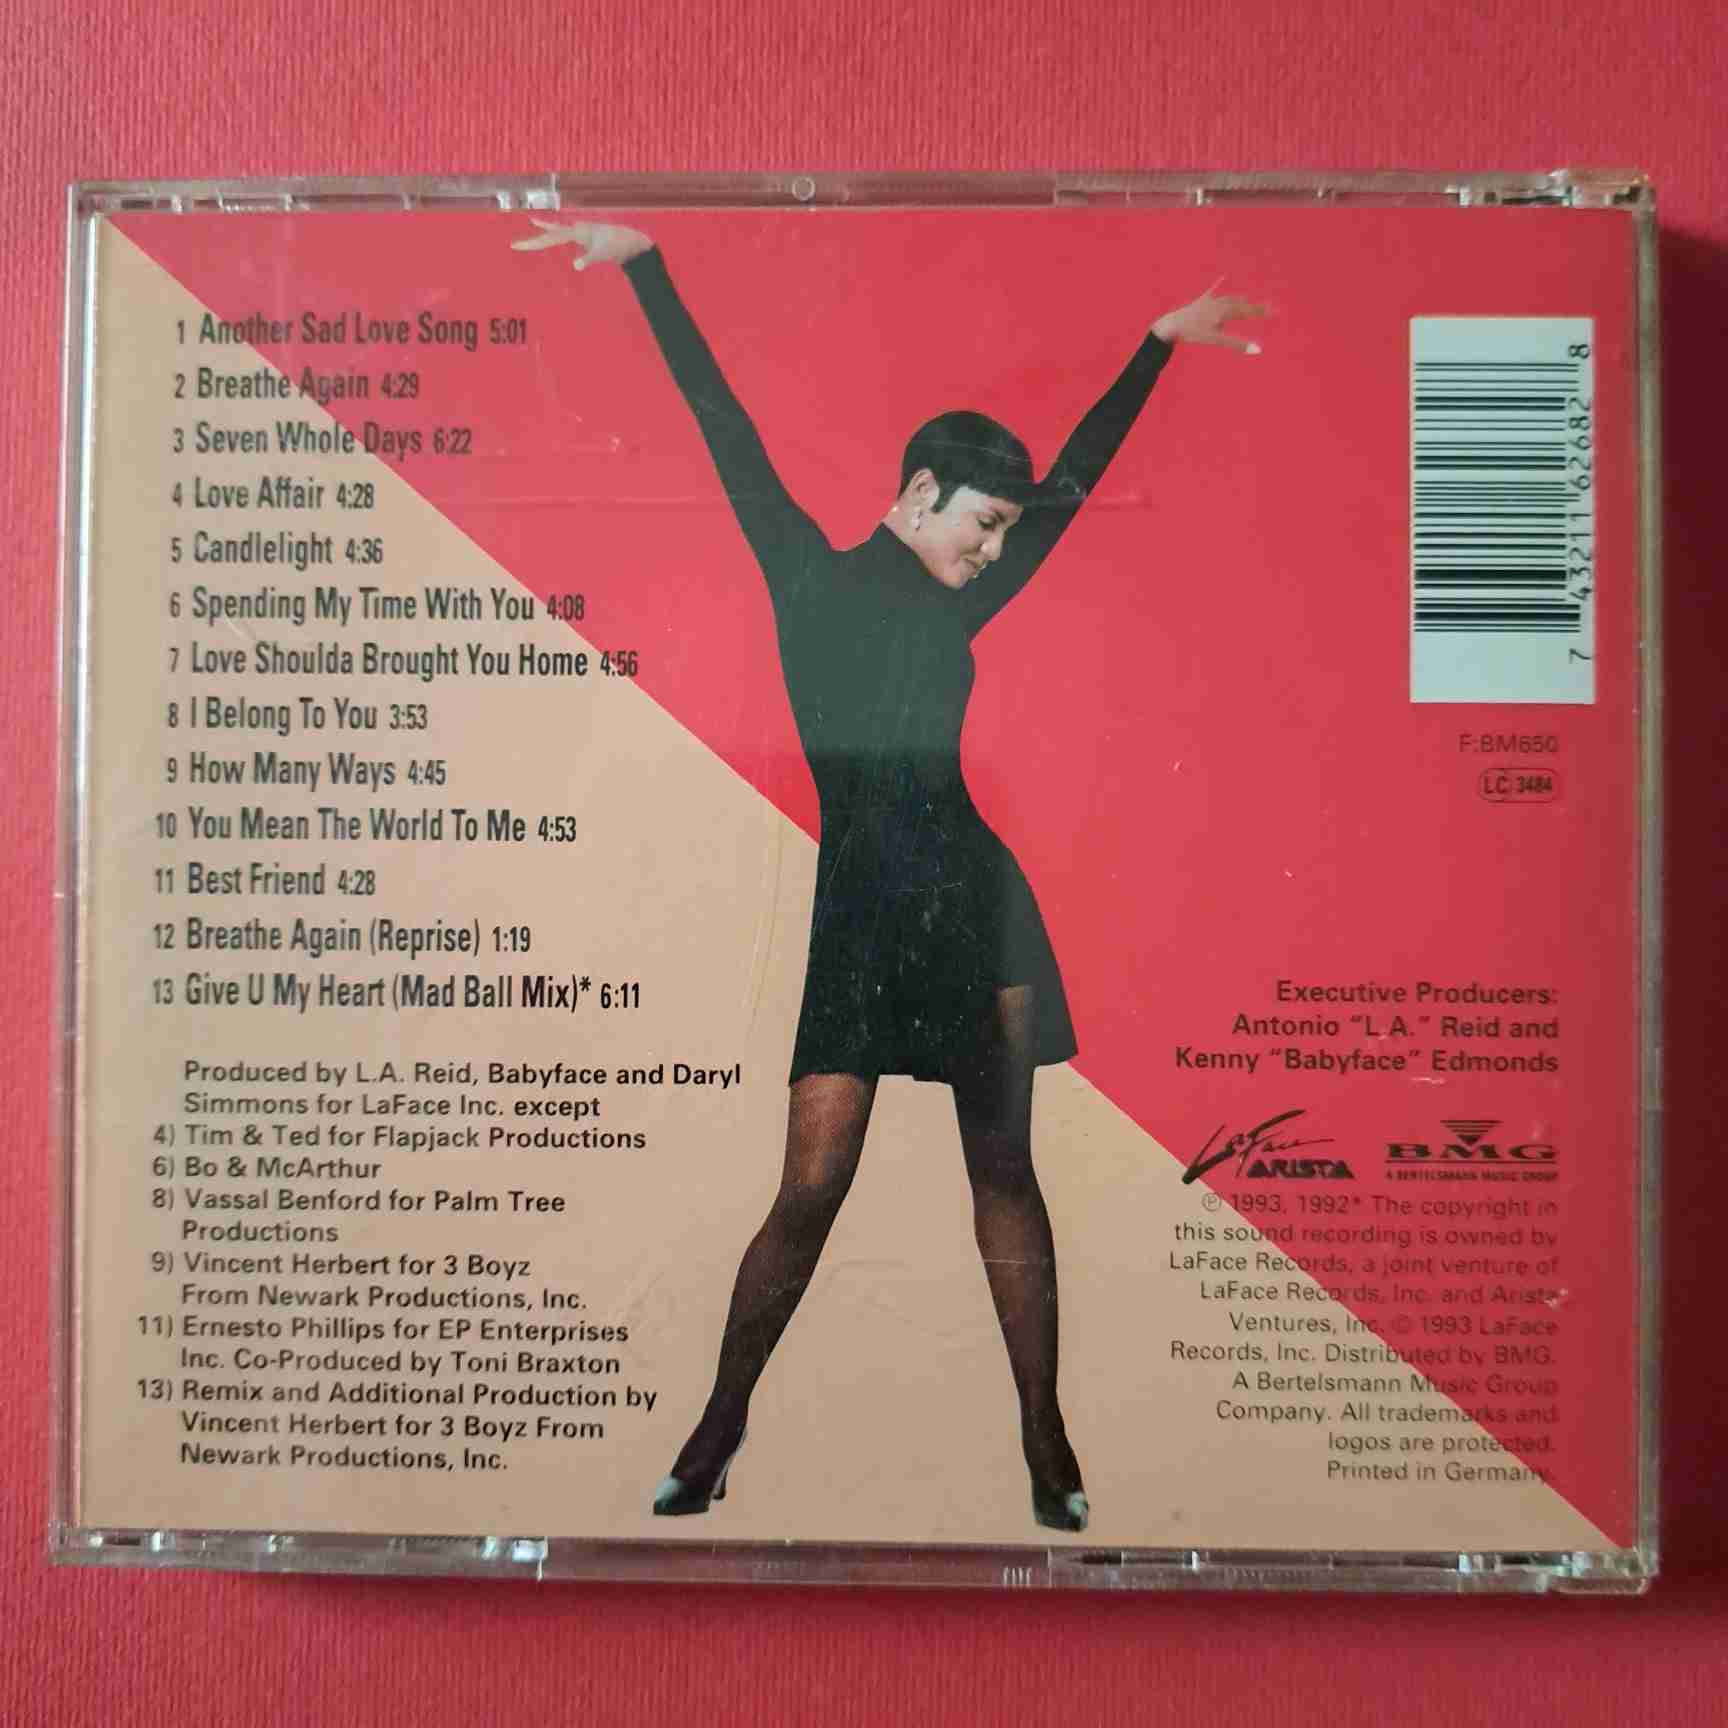 1 Another Sad Love Song 5:01
2 Breathe Again 4:29
3 Seven Whole Days 6:22
4 Love Affair 4:28
5 Candlelight 4:36
6 Spending My Time With You 4:08
7 Love Shoulda Brought You Home 4:56
8 I Belong To You 3:53
9 How Many Ways 4:45
10 You Mean The World To Me 4:53
11 Best Friend 4:28
12 Breathe Again (Reprise) 1:19
13 Give U My Heart (Mad Ball Mix)* 6:11
Produced by L.A. Reid, Babyface and Daryl
Simmons for LaFace Inc. except
4) Tim & Ted for Flapjack Productions
6) Bo & McArthur
8) Vassal Benford for Palm Tree
Productions
9) Vincent Herbert for 3 Boyz
From Newark Productions, Inc.
11) Ernesto Phillips for EP Enterprises
Inc. Co-Produced by Toni Braxton
13) Remix and Additional Production by
Vincent Herbert for 3 Boyz From
Newark Productions, Inc.
7 43211 62682 8
F:BM650
LC 3484
Executive Producers:
Antonio "L.A." Reid and
Kenny "Babyface" Edmonds
LaFace
ARISTA
BMG
A BERTELSMANN MUSIC GROUP
℗ 1993, 1992* The copyright in
this sound recording is owned by
LaFace Records, a joint venture of
LaFace Records, Inc. and Arista
Ventures, Inc. © 1993 LaFace
Records, Inc. Distributed by BMG.
A Bertelsmann Music Group
Company. All trademarks and
logos are protected.
Printed in Germany.